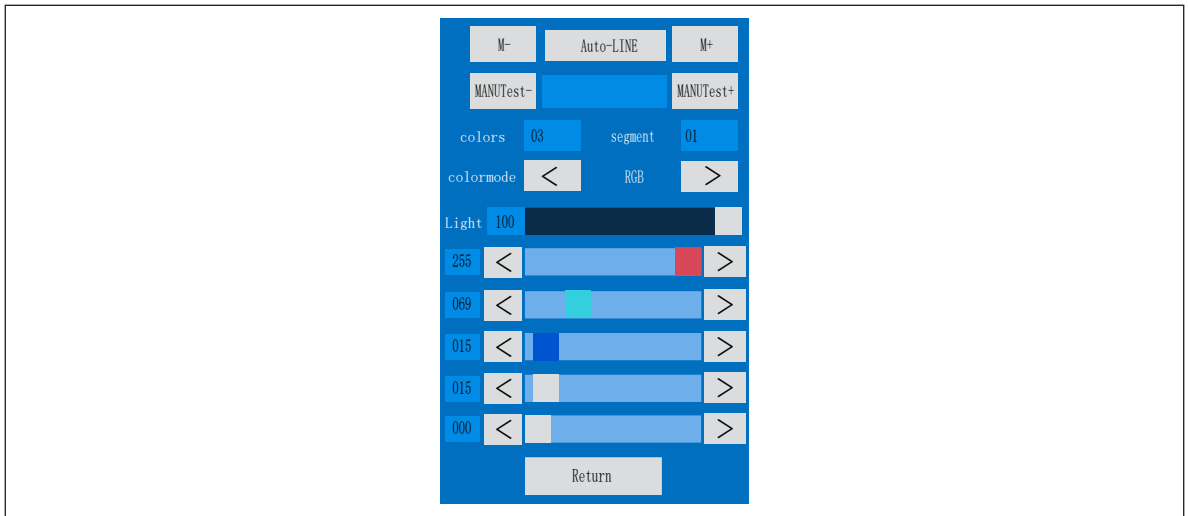 M- Auto-LINE M+
MANUTest- MANUTest+
colors 03 segment 01
colormode < RGB >
Light 100
255 < >
069 < >
015 < >
015 < >
000 < >
Return